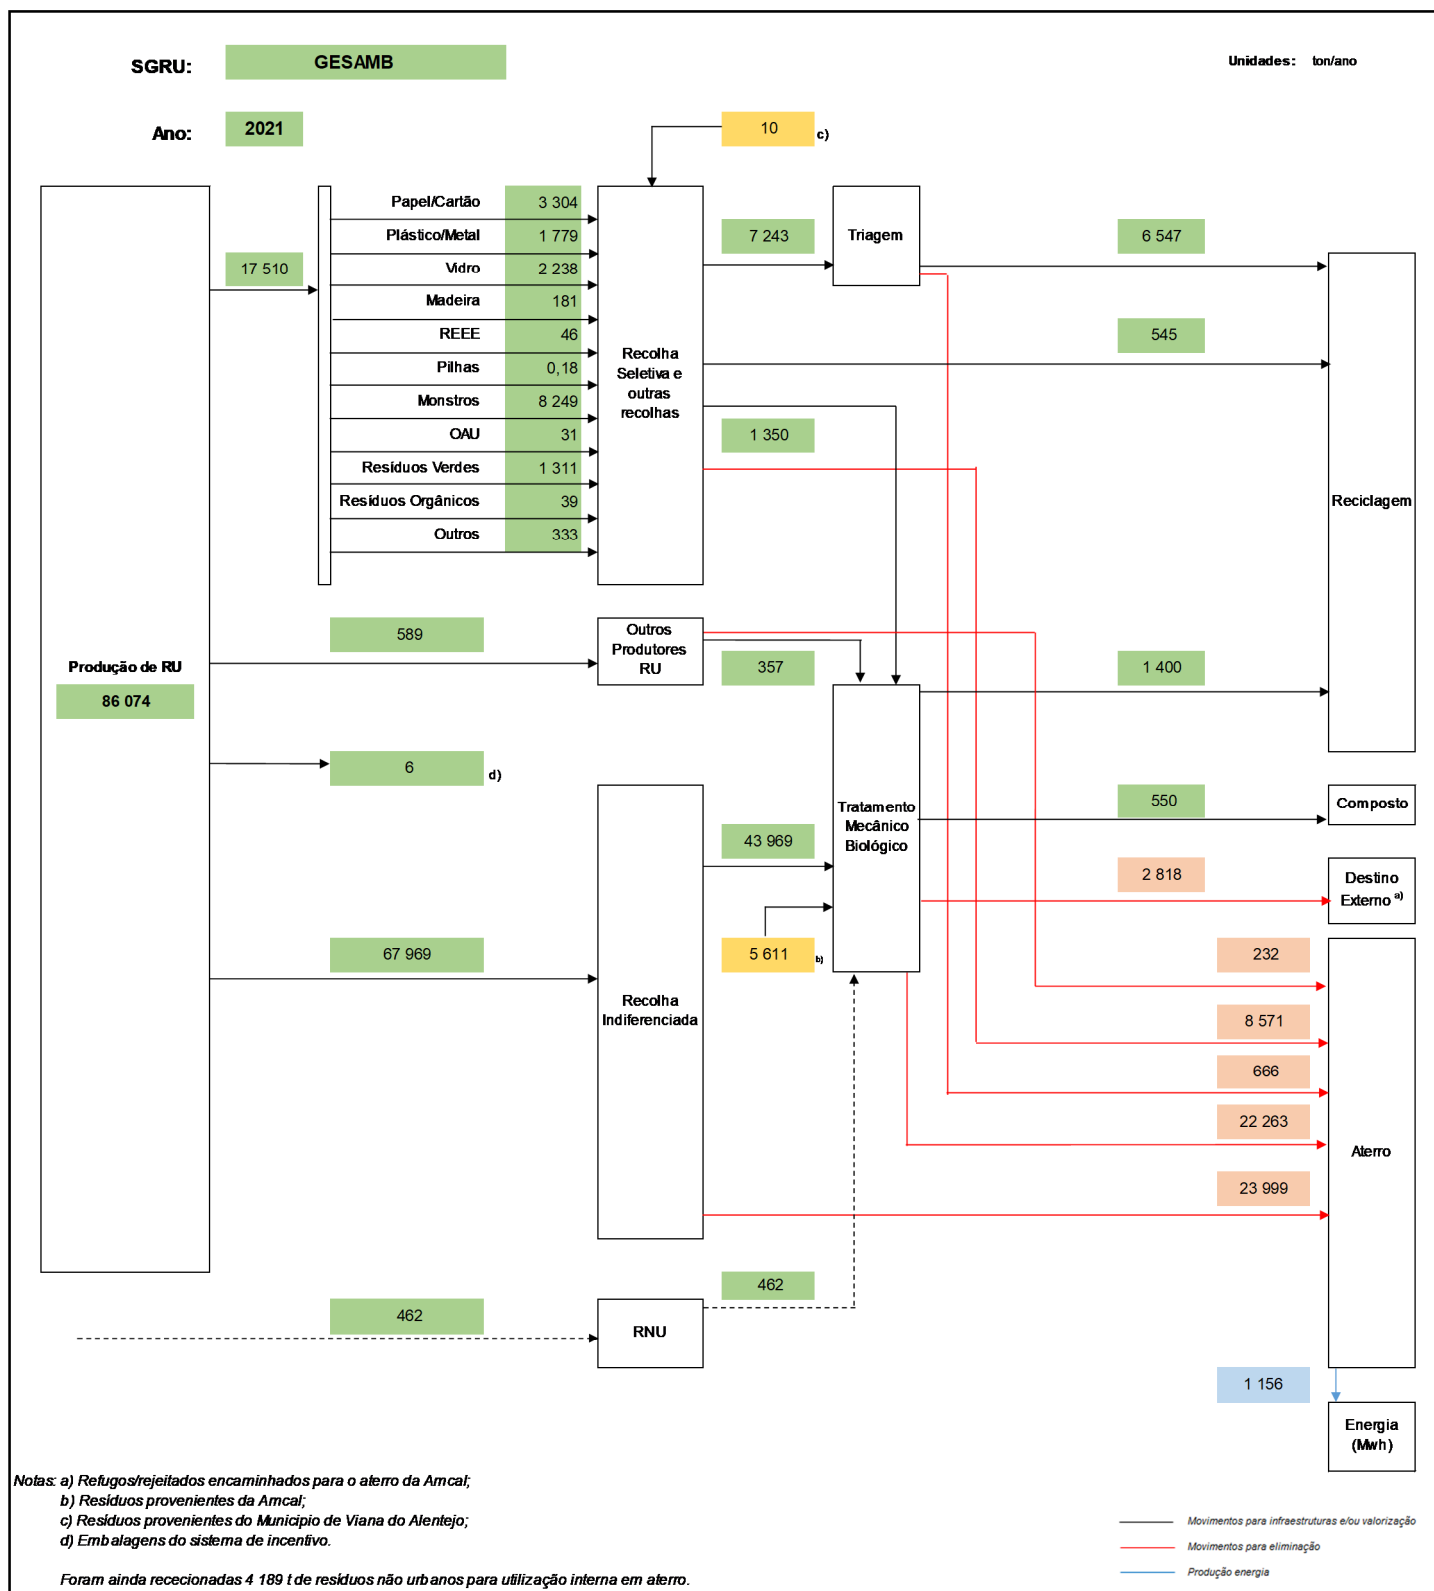 SGRU:
GESAMB
Unidades: ton/ano
Ano:
2021
10
c)
Papel/Cartão
3 304
Plástico/Metal
1 779
Vidro
2 238
Madeira
181
REEE
46
Pilhas
0,18
Monstros
8 249
OAU
31
Resíduos Verdes
1 311
Resíduos Orgânicos
39
Outros
333
17 510
Recolha
Seletiva e
outras
recolhas
7 243
Triagem
6 547
545
1 350
Reciclagem
589
Outros
Produtores
RU
357
1 400
Produção de RU
86 074
6
d)
Tratamento
Mecânico
Biológico
550
Composto
43 969
2 818
Destino
Externo a)
67 969
5 611
b)
Recolha
Indiferenciada
232
8 571
666
22 263
23 999
Aterro
462
RNU
462
1 156
Energia
(Mwh)
Notas: a) Refugos/rejeitados encaminhados para o aterro da Amcal;
b) Resíduos provenientes da Amcal;
c) Resíduos provenientes do Municipio de Viana do Alentejo;
d) Embalagens do sistema de incentivo.
Foram ainda rececionadas 4 189 t de resíduos não urbanos para utilização interna em aterro.
Movimentos para infraestruturas e/ou valorização
Movimentos para eliminação
Produção energia